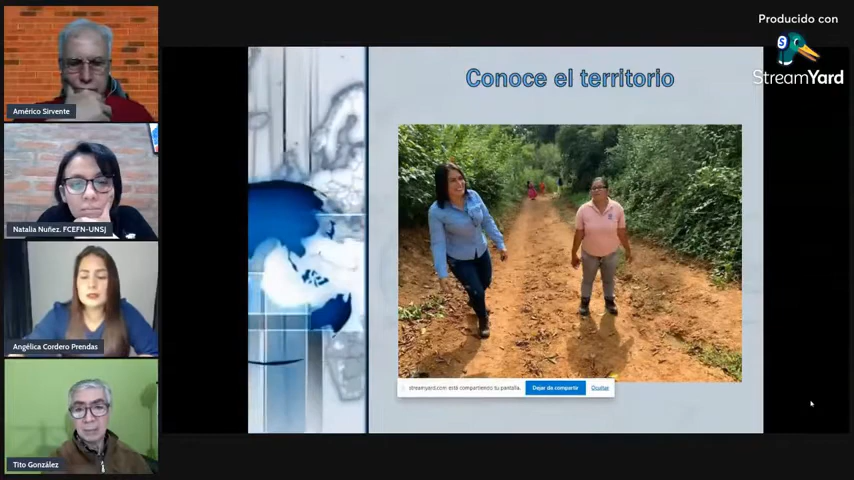 Producido con
StreamYard
Américo Sirvente
Natalia Nuñez. FCEFN-UNSJ
Angélica Cordero Prendas
Tito González
Conoce el territorio
streamyard.com está compartiendo tu pantalla.
Dejar de compartir
Ocultar